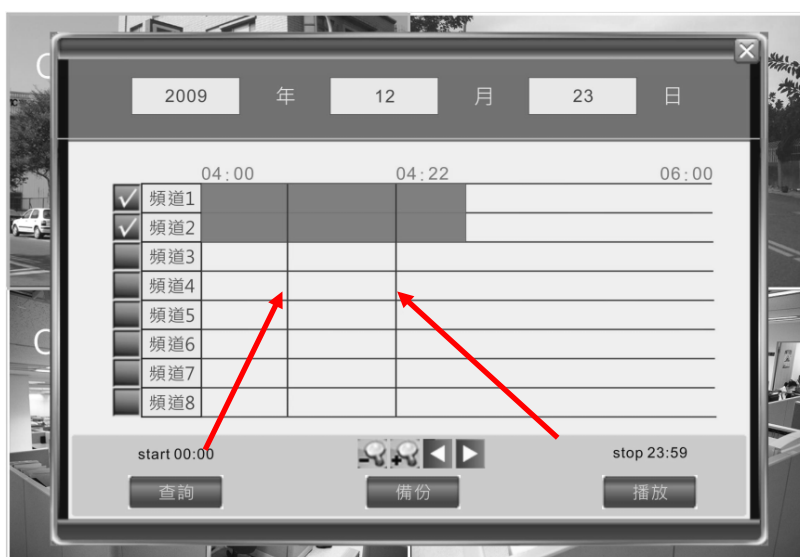 2009 年 12 月 23 日
04:00 04:22 06:00
頻道1
頻道2
頻道3
頻道4
頻道5
頻道6
頻道7
頻道8
start 00:00 stop 23:59
查詢 備份 播放